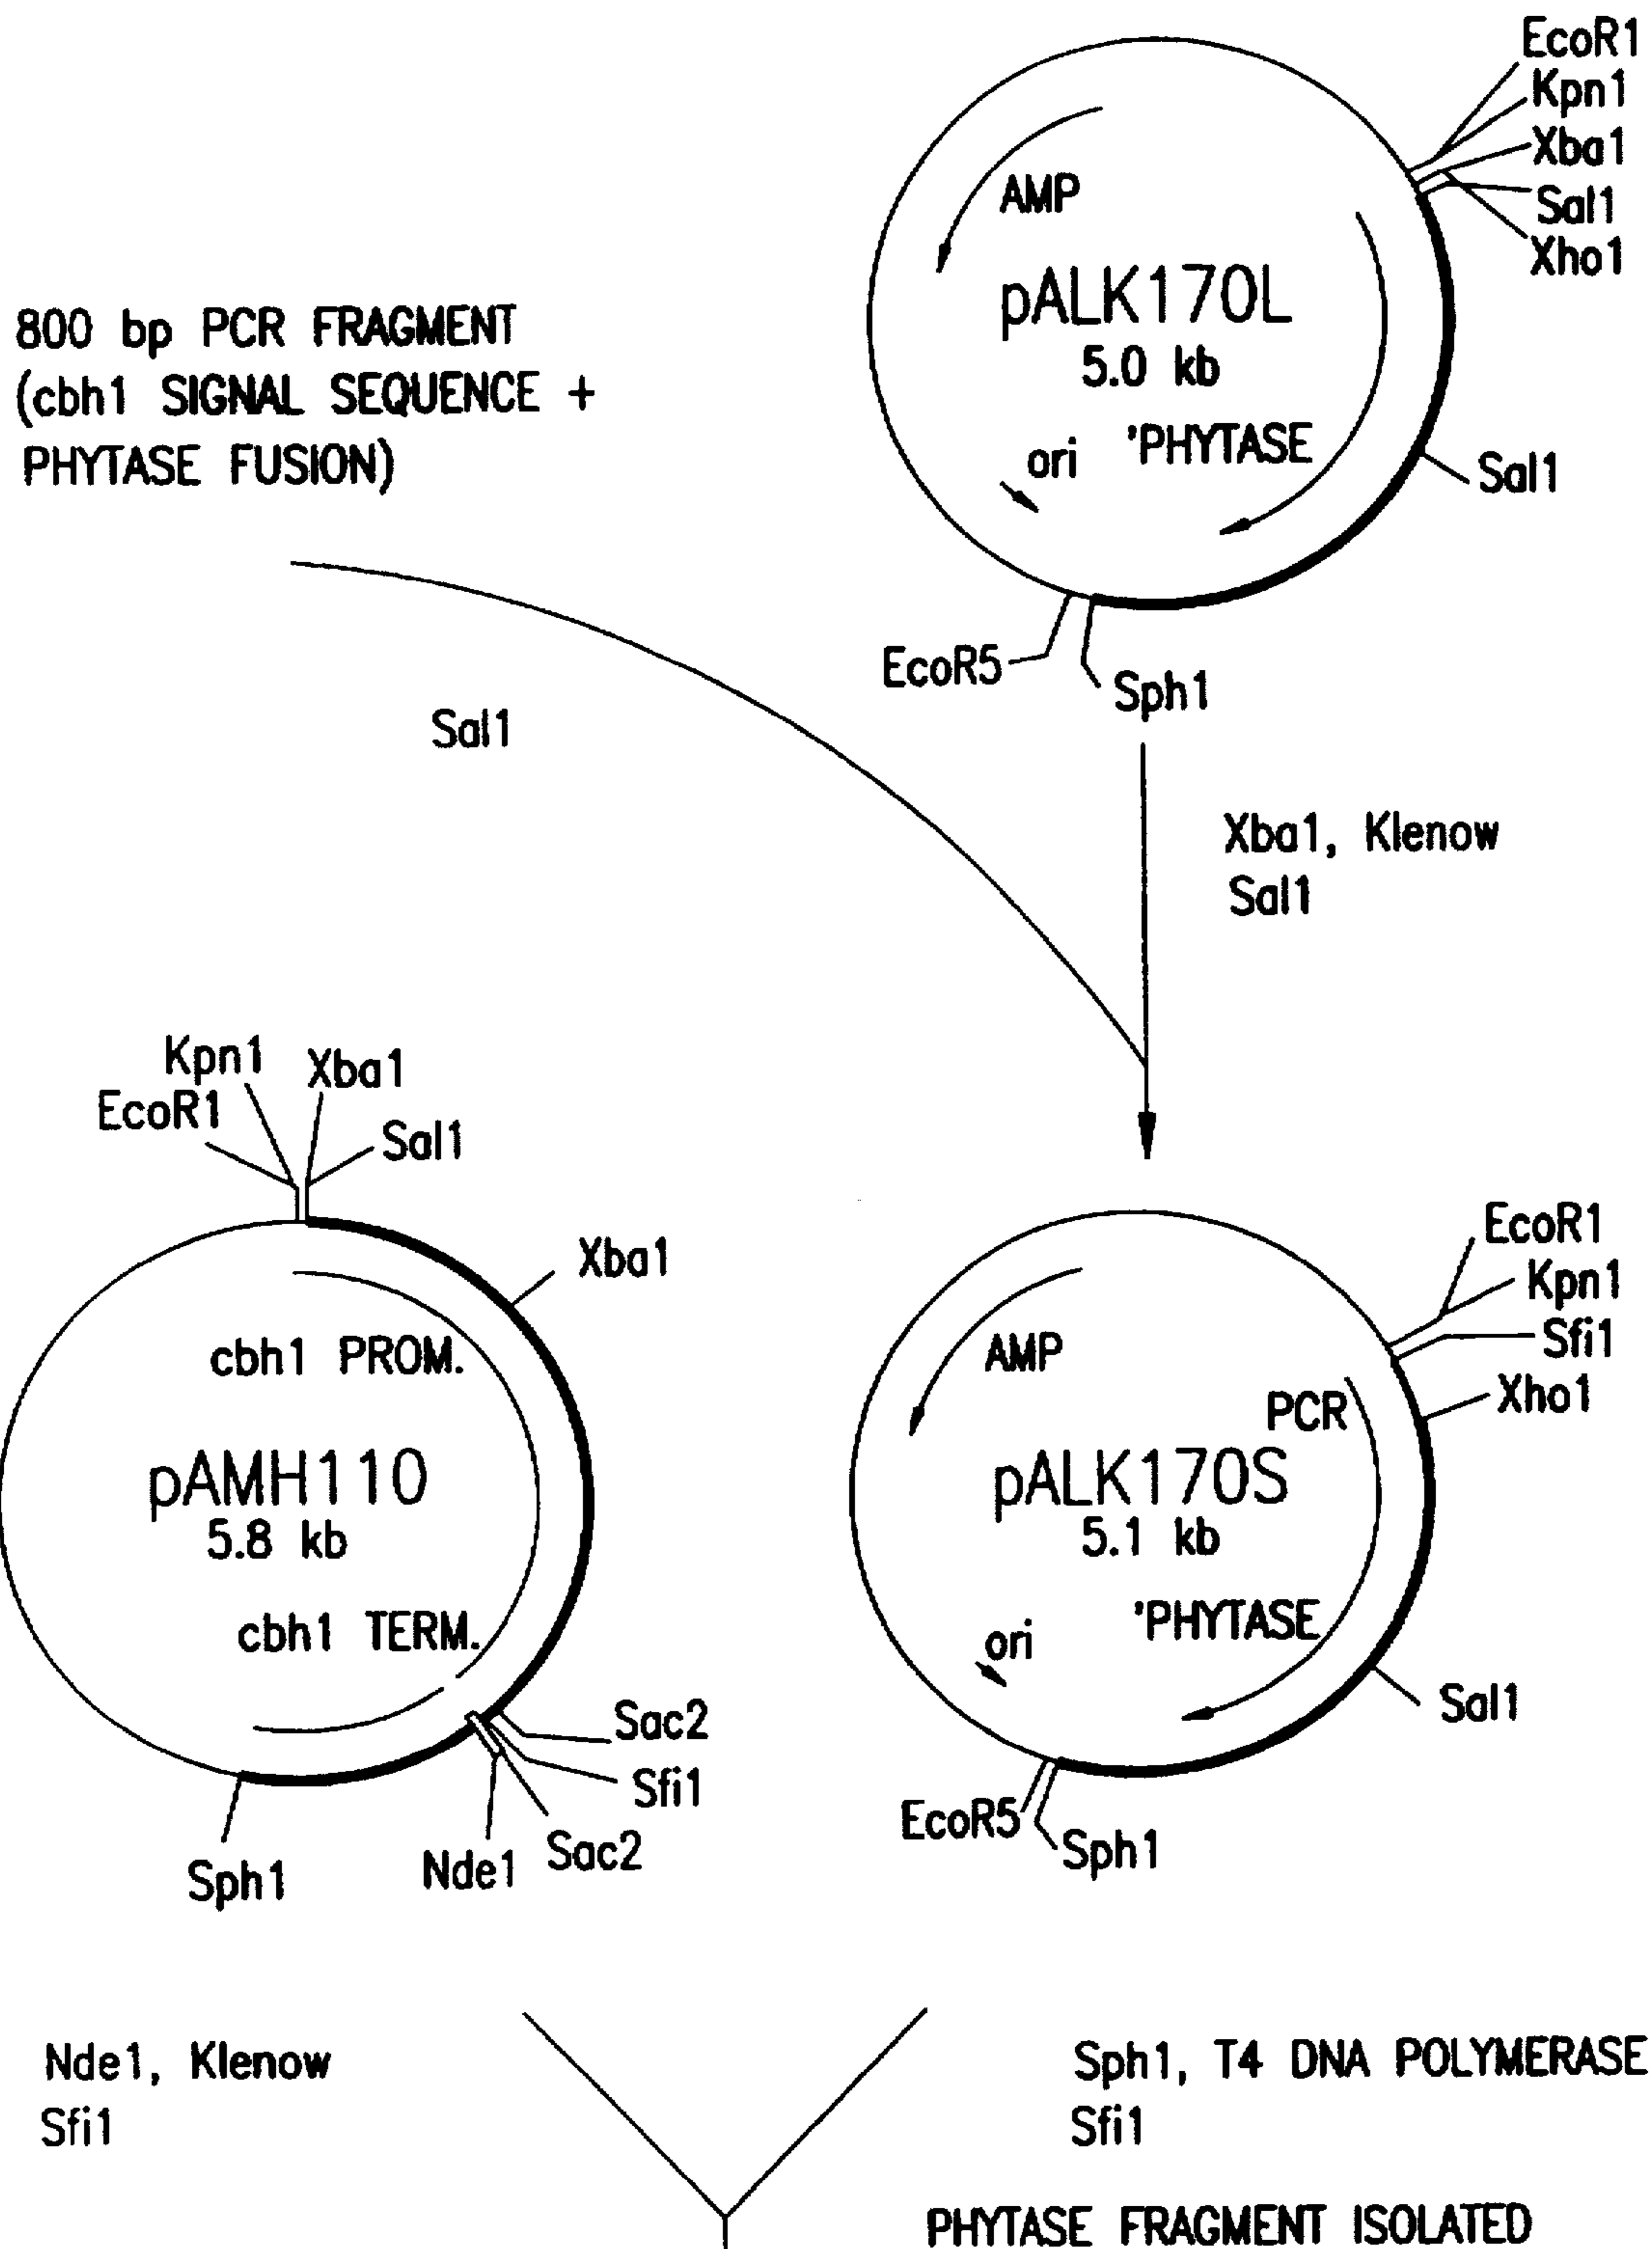 EcoR1
Kpn1
Xba1
Sal1
Xho1
AMP
pALK170L
5.0 kb
ori 'PHYTASE
Sal1
EcoR5
Sph1
800 bp PCR FRAGMENT
(cbh1 SIGNAL SEQUENCE +
PHYTASE FUSION)
Sal1
Xba1, Klenow
Sal1
Kpn1
Xba1
EcoR1
Sal1
Xba1
cbh1 PROM.
pAMH110
5.8 kb
cbh1 TERM.
Sac2
Sfi1
Sac2
Nde1
Sph1
EcoR1
Kpn1
Sfi1
Xho1
AMP
PCR
pALK170S
5.1 kb
'PHYTASE
ori
Sal1
EcoR5
Sph1
Nde1, Klenow
Sfi1
Sph1, T4 DNA POLYMERASE
Sfi1
PHYTASE FRAGMENT ISOLATED